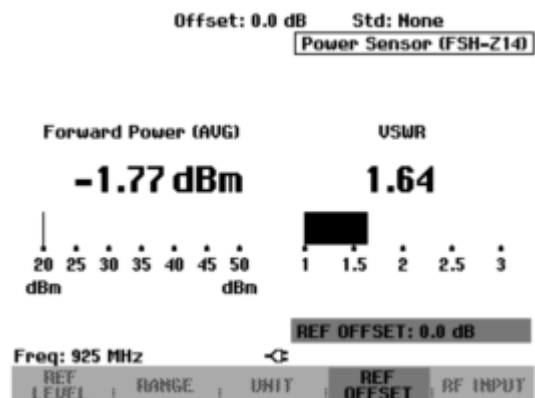 Offset: 0.0 dB Std: None
Power Sensor (FSH-Z14)
Forward Power (AVG) VSWR
-1.77 dBm 1.64
20 25 30 35 40 45 50 1 1.5 2 2.5 3
dBm dBm
REF OFFSET: 0.0 dB
Freq: 925 MHz
REF LEVEL RANGE UNIT REF OFFSET RF INPUT